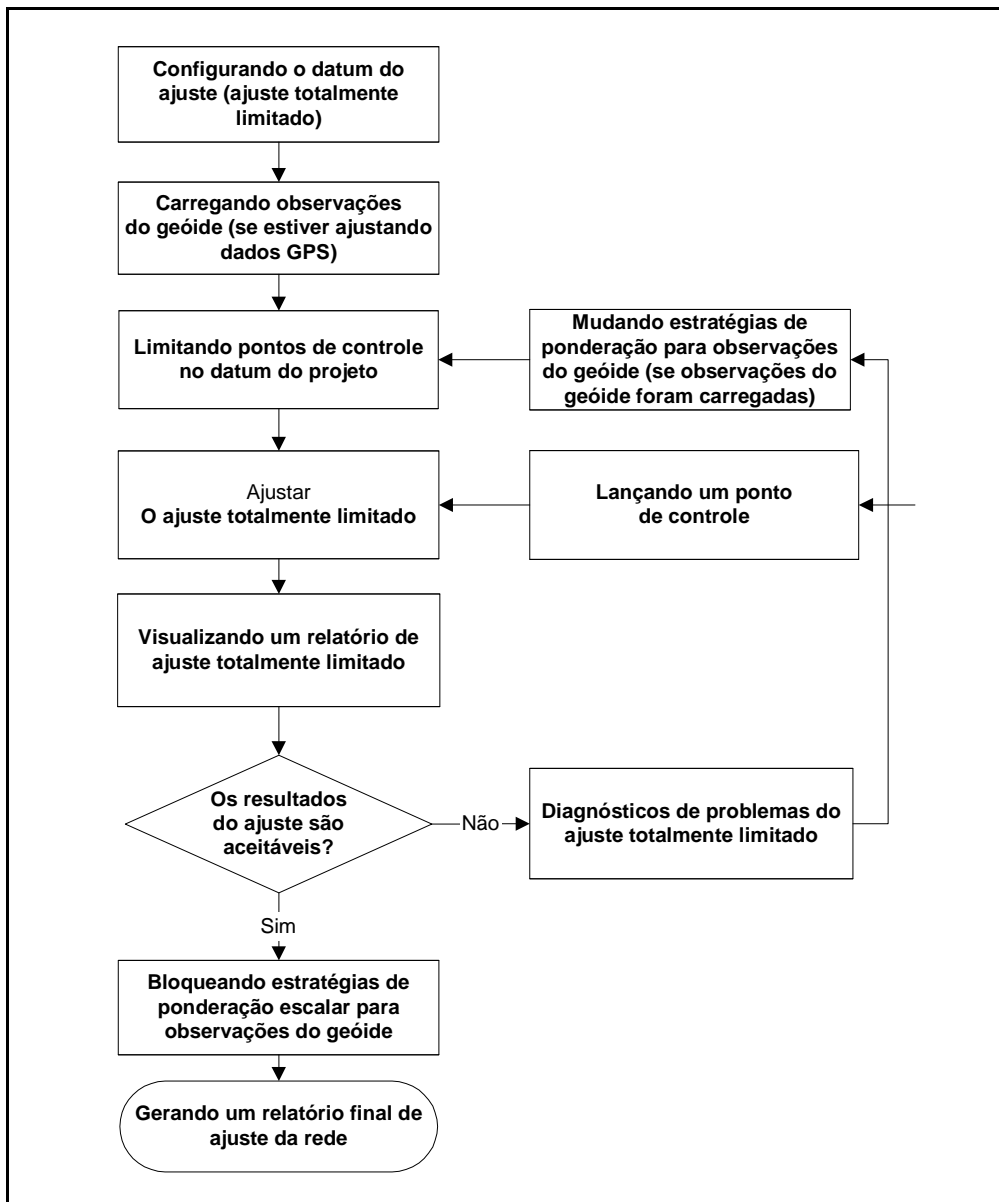 Configurando o datum do
ajuste (ajuste totalmente
limitado)
Carregando observações
do geóide (se estiver ajustando
dados GPS)
Limitando pontos de controle
no datum do projeto
Mudando estratégias de
ponderação para observações
do geóide (se observações do
geóide foram carregadas)
Ajustar
O ajuste totalmente limitado
Lançando um ponto
de controle
Visualizando um relatório de
ajuste totalmente limitado
Os resultados
do ajuste são
aceitáveis?
Não
Diagnósticos de problemas do
ajuste totalmente limitado
Sim
Bloqueando estratégias de
ponderação escalar para
observações do geóide
Gerando um relatório final de
ajuste da rede